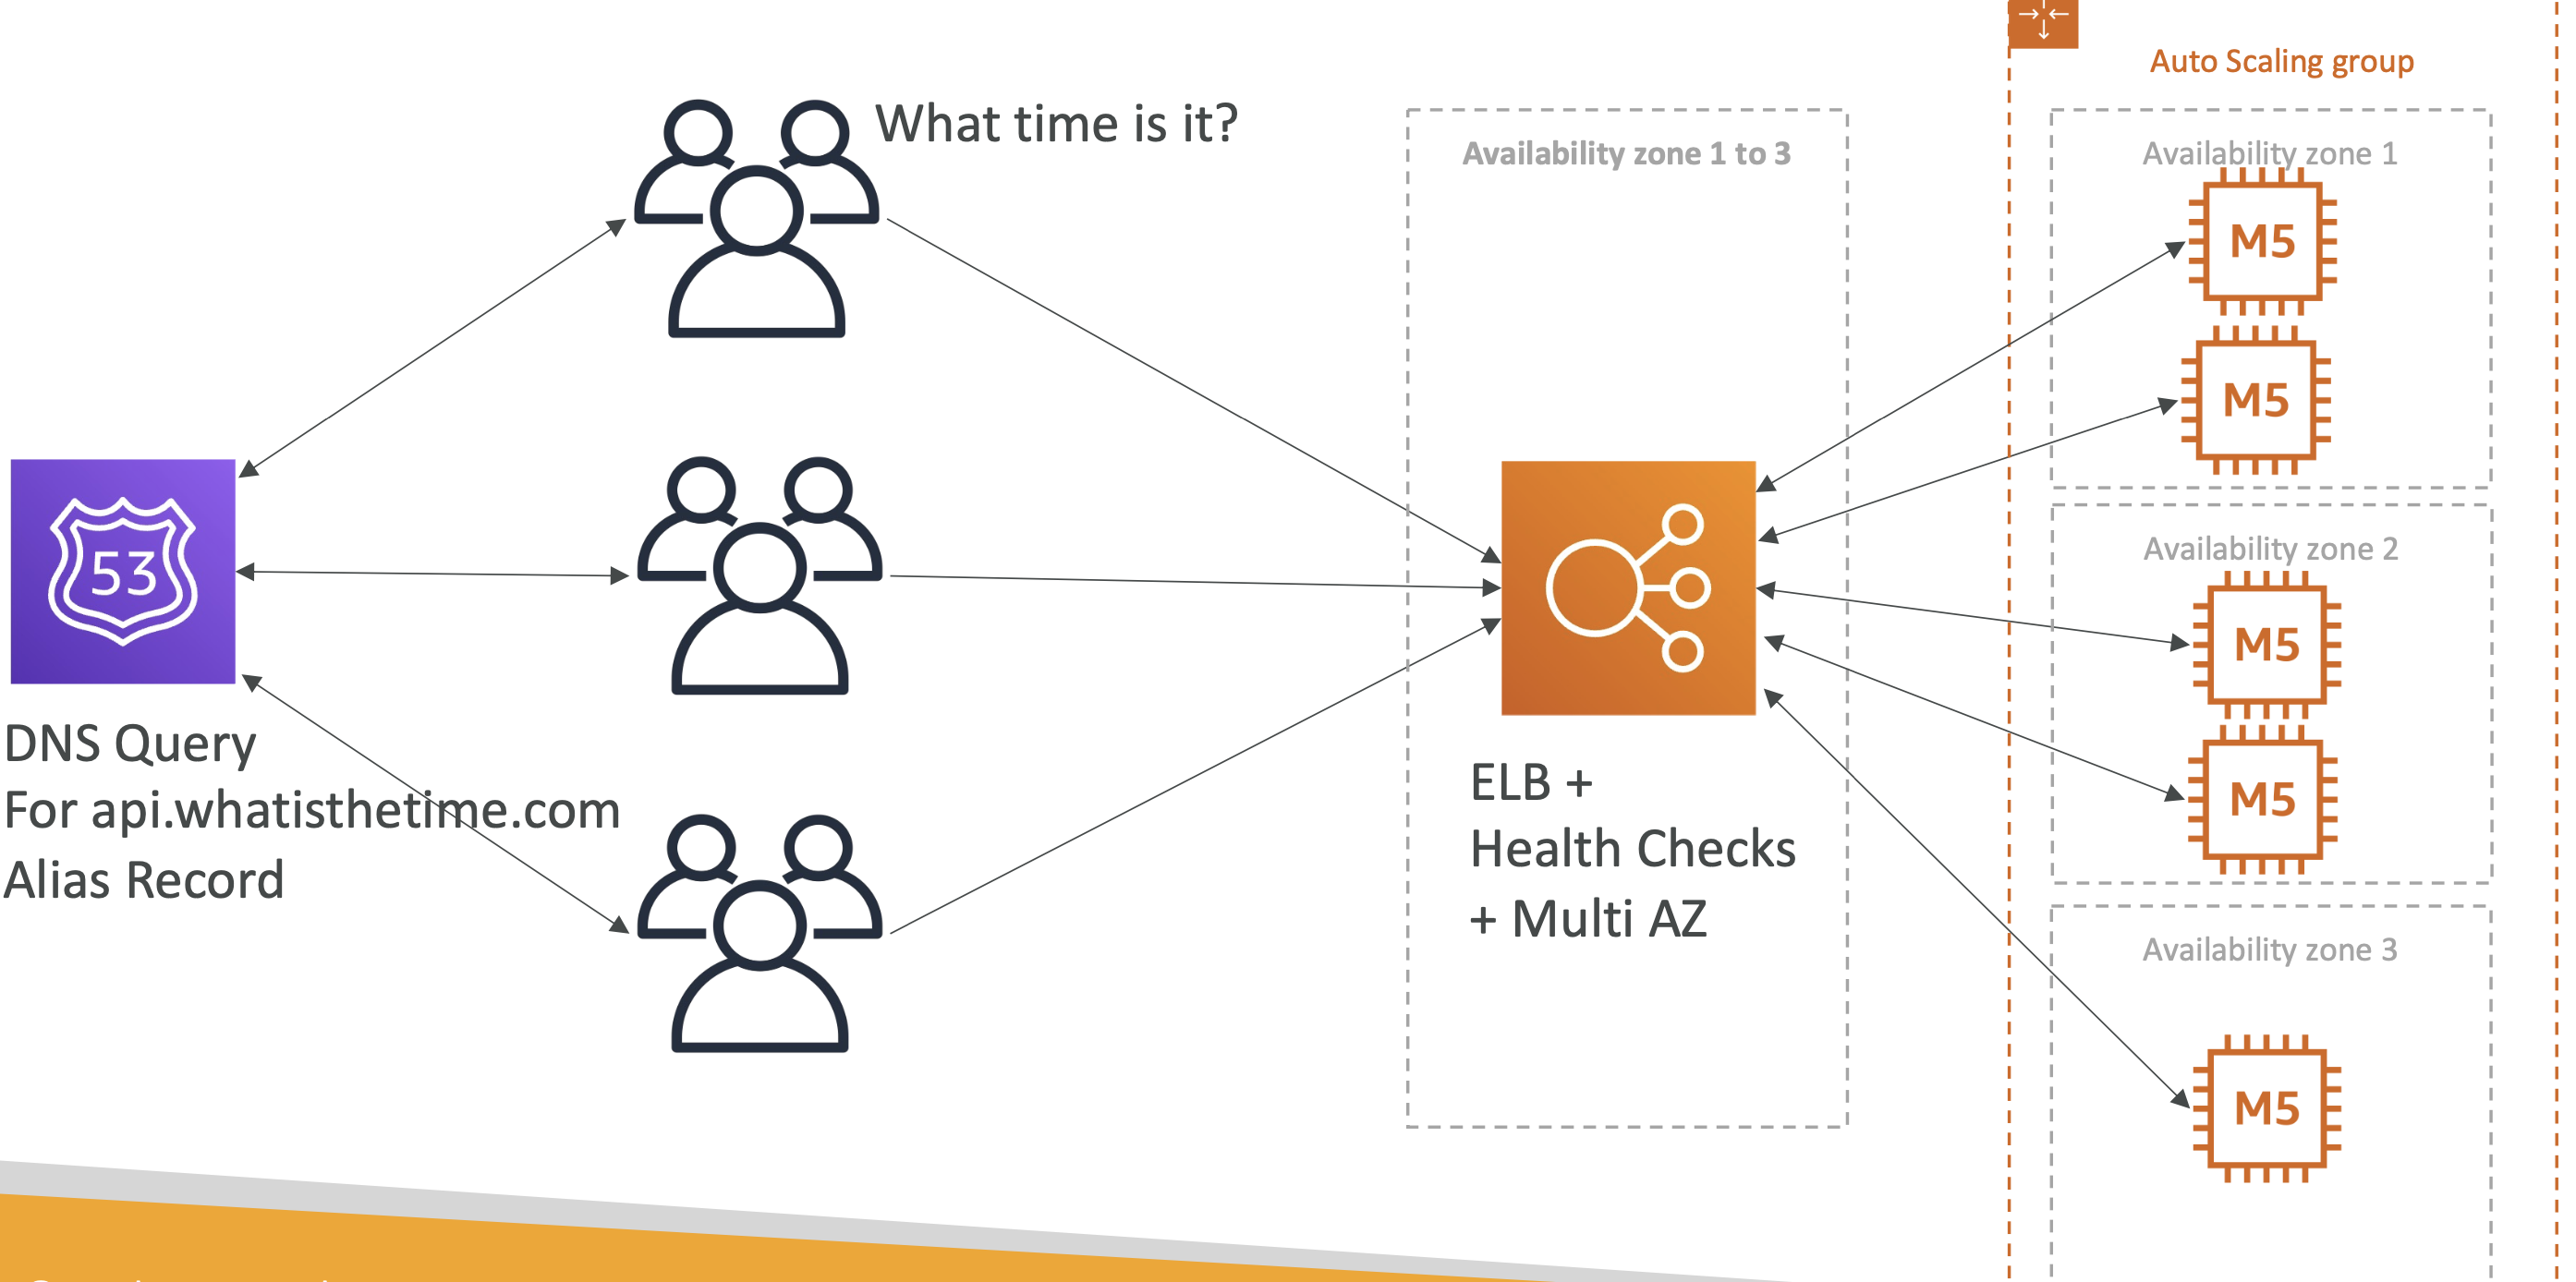 What time is it?
53
DNS Query
For api.whatisthetime.com
Alias Record
Availability zone 1 to 3
ELB +
Health Checks
+ Multi AZ
Auto Scaling group
Availability zone 1
M5
M5
Availability zone 2
M5
M5
Availability zone 3
M5